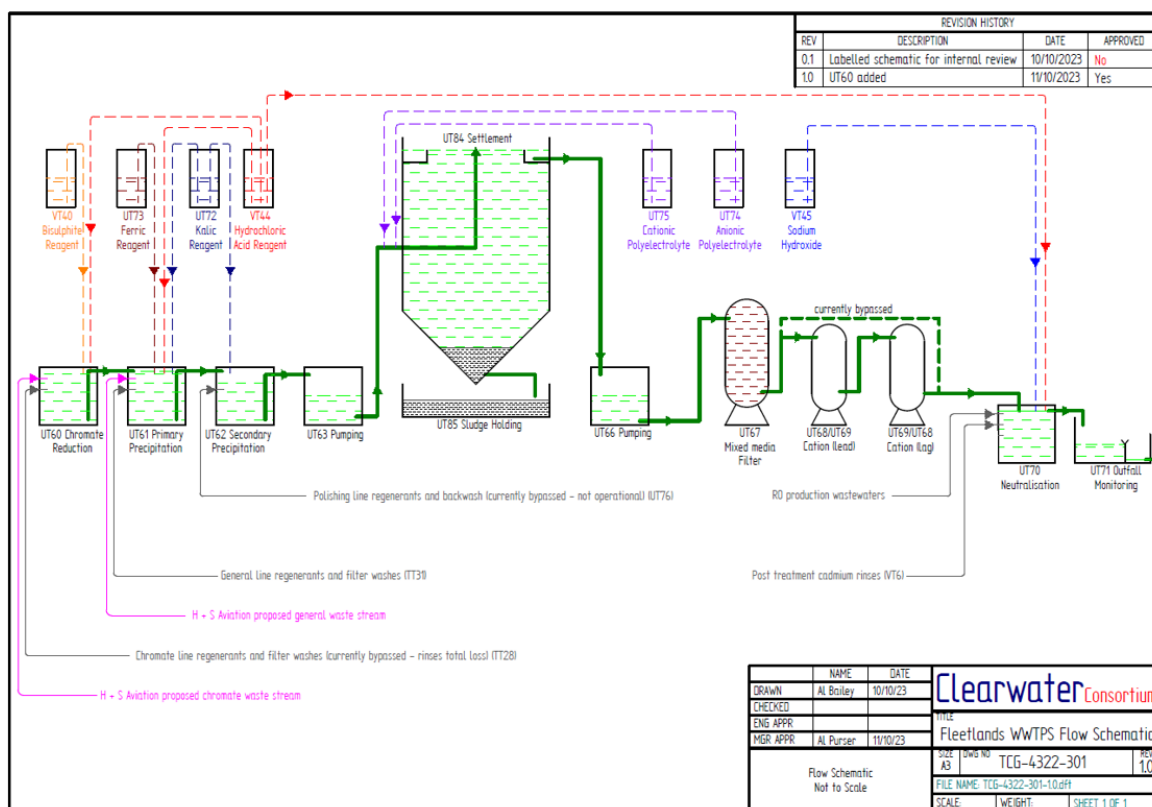 REVISION HISTORY
REV DESCRIPTION DATE APPROVED
0.1 Labelled schematic for internal review 10/10/2023 No
1.0 UT60 added 11/10/2023 Yes
UT84 Settlement
VT40
Bisulphite
Reagent
UT73
Ferric
Reagent
UT72
Kalic
Reagent
VT44
Hydrochloric
Acid Reagent
UT75
Cationic
Polyelectrolyte
UT74
Anionic
Polyelectrolyte
VT45
Sodium
Hydroxide
currently bypassed
UT60 Chromate
Reduction
UT61 Primary
Precipitation
UT62 Secondary
Precipitation
UT63 Pumping
UT85 Sludge Holding
UT66 Pumping
UT67
Mixed media
Filter
UT68/UT69
Cation (lead)
UT69/UT68
Cation (lag)
UT70
Neutralisation
UT71 Outfall
Monitoring
Polishing line regenerants and backwash (currently bypassed - not operational) (UT76)
RO production wastewaters
General line regenerants and filter washes (TT31)
Post treatment cadmium rinses (VT6)
H + S Aviation proposed general waste stream
Chromate line regenerants and filter washes (currently bypassed - rinses total loss) (TT28)
H + S Aviation proposed chromate waste stream
NAME DATE
DRAWN Al Bailey 10/10/23
CHECKED
ENG APPR
MGR APPR Al Purser 11/10/23
Flow Schematic
Not to Scale
Clearwater Consortium
TITLE
Fleetlands WWTPS Flow Schematic
SIZE A3 DWG NO TCG-4322-301 REV 1.0
FILE NAME: TCG-4322-301-1.0.dft
SCALE: WEIGHT: SHEET 1 OF 1